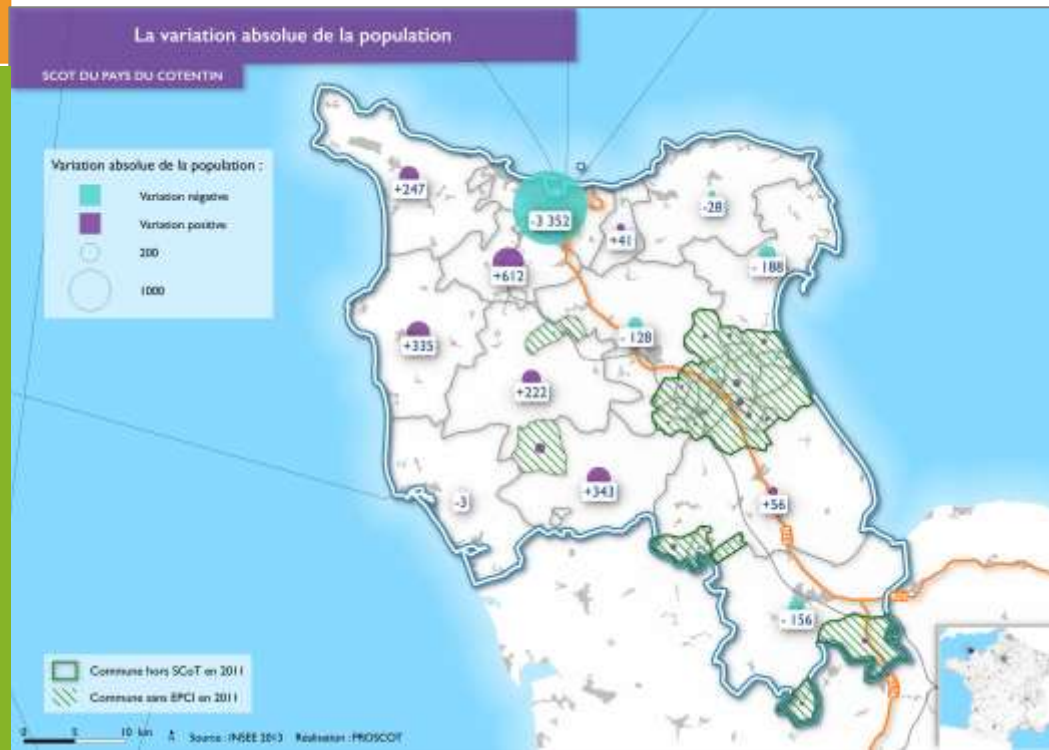 La variation absolue de la population
SCOT DU PAYS DU COTENTIN
Variation absolue de la population :
Variation négative
Variation positive
200
1000
+247
-3 352
-28
+41
- 188
+612
+335
- 128
+222
-3
+343
+56
- 156
Commune hors SCoT en 2011
Commune sans EPCI en 2011
0 5 10 km
Source : INSEE 2013 Réalisation : PROSCOT